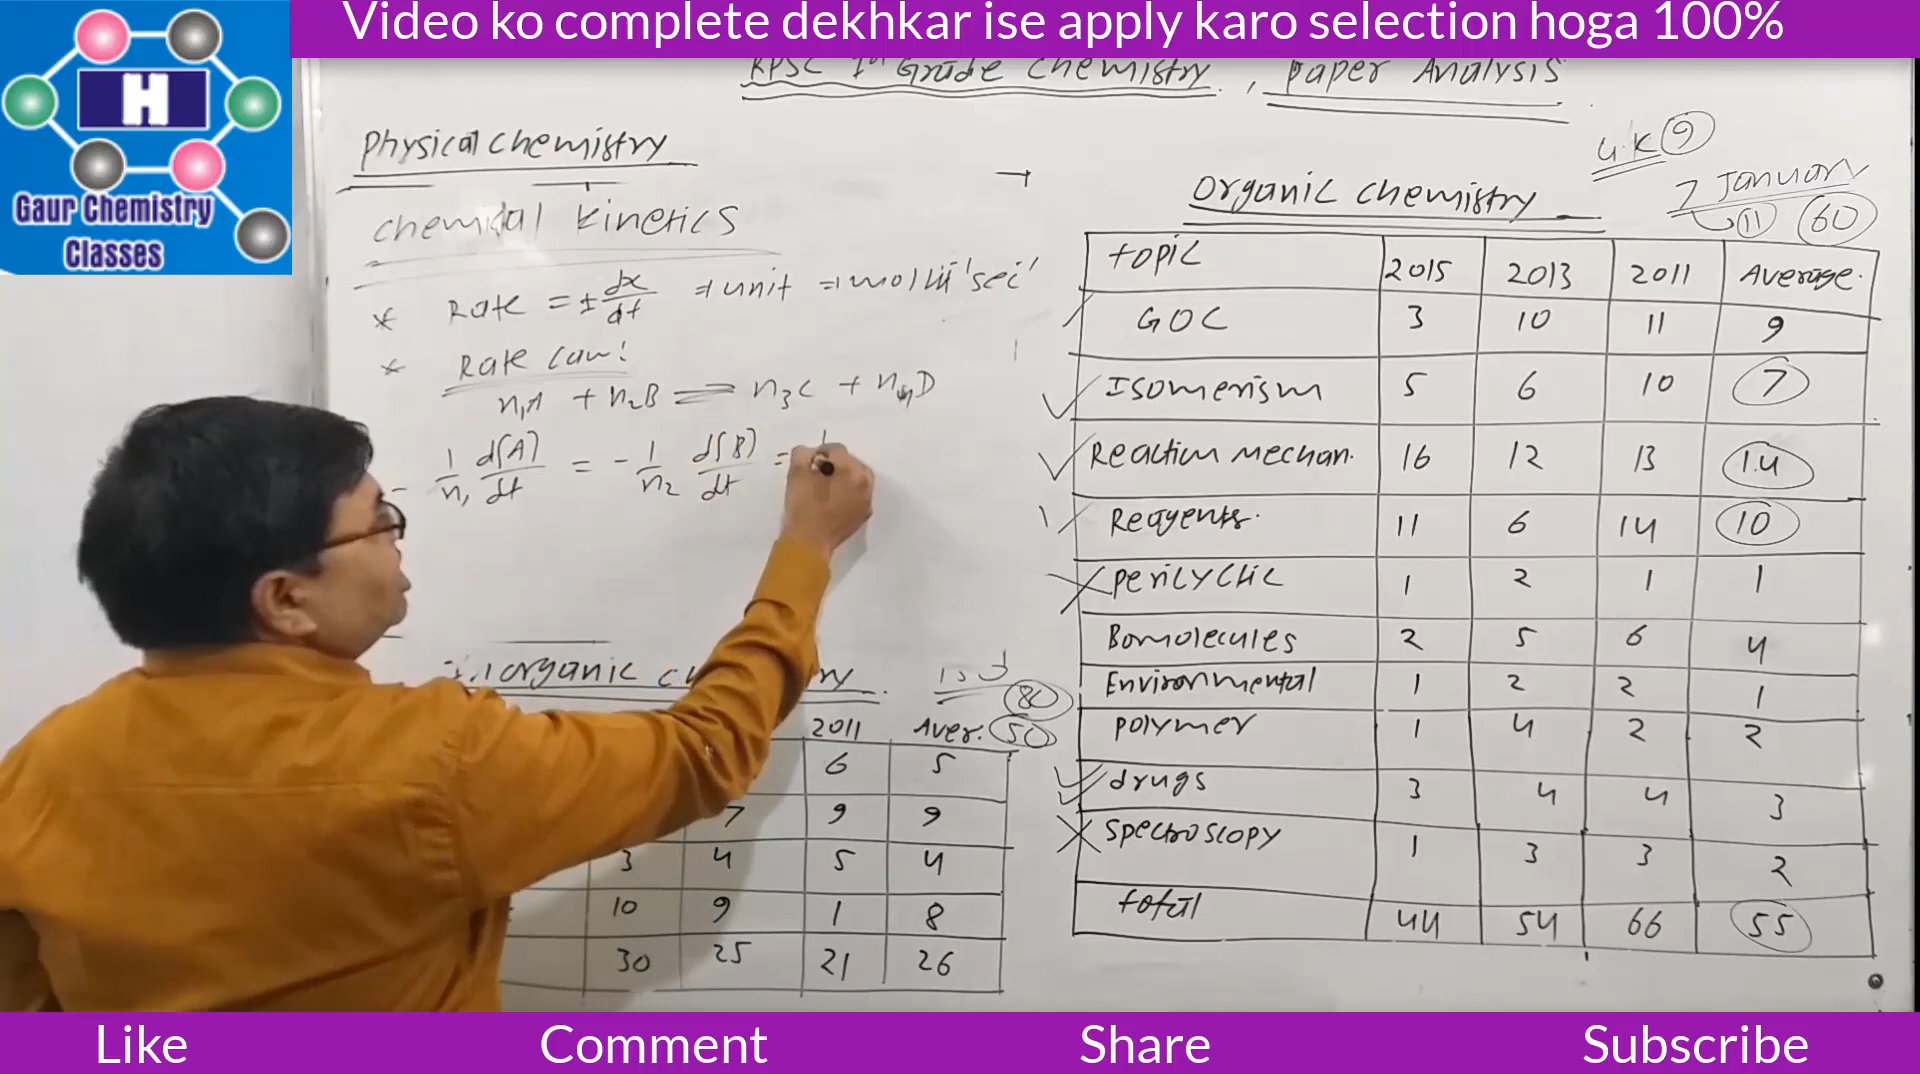 Video ko complete dekhkar ise apply karo selection hoga 100%
H
Gaur Chemistry
Classes
RPSC 1st Grade Chemistry, paper Analysis
Physical chemistry
chemical kinetics
* Rate = ± dx/dt ⇒ unit ⇒ mol lit⁻¹ sec⁻¹
* Rate Law:
n₁A + n₂B ⇌ n₃C + n₄D
- 1/n₁ d[A]/dt = - 1/n₂ d[B]/dt =
G.K 9
7 January
11 60
organic chemistry
topic 2015 2013 2011 Average.
GOC 3 10 11 9
Isomerism 5 6 10 7
Reaction mechan. 16 12 13 14
Reagents. 11 6 14 10
pericyclic 1 2 1 1
Bomolecules 2 5 6 4
Environmental 1 2 2 1
polymer 1 4 2 2
drugs 3 4 4 3
spectroscopy 1 3 3 2
total 44 54 66 55
80
2011 Aver. 50
6 5
7 9 9
3 4 5 4
10 9 1 8
30 25 21 26
Like Comment Share Subscribe